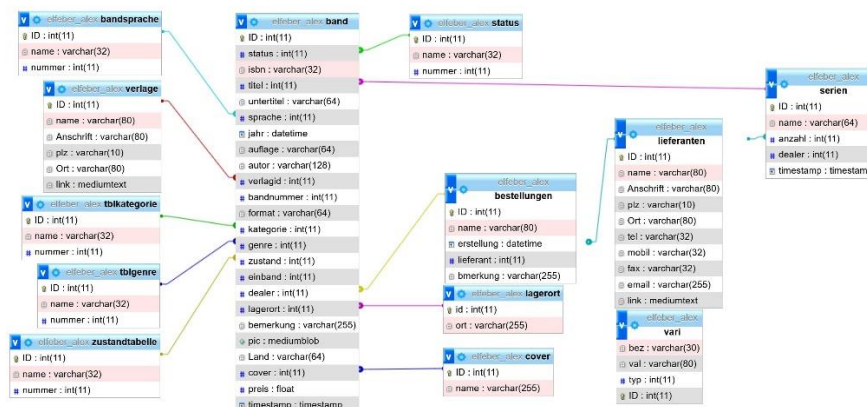 elfeber_alex bandsprache
ID : int(11)
name : varchar(32)
nummer : int(11)
elfeber_alex verlage
ID : int(11)
name : varchar(80)
Anschrift : varchar(80)
plz : varchar(10)
Ort : varchar(80)
link : mediumtext
elfeber_alex tblkategorie
ID : int(11)
name : varchar(32)
nummer : int(11)
elfeber_alex tblgenre
ID : int(11)
name : varchar(32)
nummer : int(11)
elfeber_alex zustandtabelle
ID : int(11)
name : varchar(32)
nummer : int(11)
elfeber_alex band
ID : int(11)
status : int(11)
isbn : varchar(32)
titel : int(11)
untertitel : varchar(64)
sprache : int(11)
jahr : datetime
auflage : varchar(64)
autor : varchar(128)
verlagid : int(11)
bandnummer : int(11)
format : varchar(64)
kategorie : int(11)
genre : int(11)
zustand : int(11)
einband : int(11)
dealer : int(11)
lagerort : int(11)
bemerkung : varchar(255)
pic : mediumblob
Land : varchar(64)
cover : int(11)
preis : float
timestamp : timestamp
elfeber_alex status
ID : int(11)
name : varchar(32)
nummer : int(11)
elfeber_alex
bestellungen
ID : int(11)
name : varchar(80)
erstellung : datetime
lieferant : int(11)
bmerkung : varchar(255)
elfeber_alex lagerort
id : int(11)
ort : varchar(255)
elfeber_alex cover
ID : int(11)
name : varchar(255)
elfeber_alex
lieferanten
ID : int(11)
name : varchar(80)
Anschrift : varchar(80)
plz : varchar(10)
Ort : varchar(80)
tel : varchar(32)
mobil : varchar(32)
fax : varchar(32)
email : varchar(255)
link : mediumtext
elfeber_alex
vari
bez : varchar(30)
val : varchar(80)
typ : int(11)
ID : int(11)
elfeber_alex
serien
ID : int(11)
name : varchar(64)
anzahl : int(11)
dealer : int(11)
timestamp : timestamp